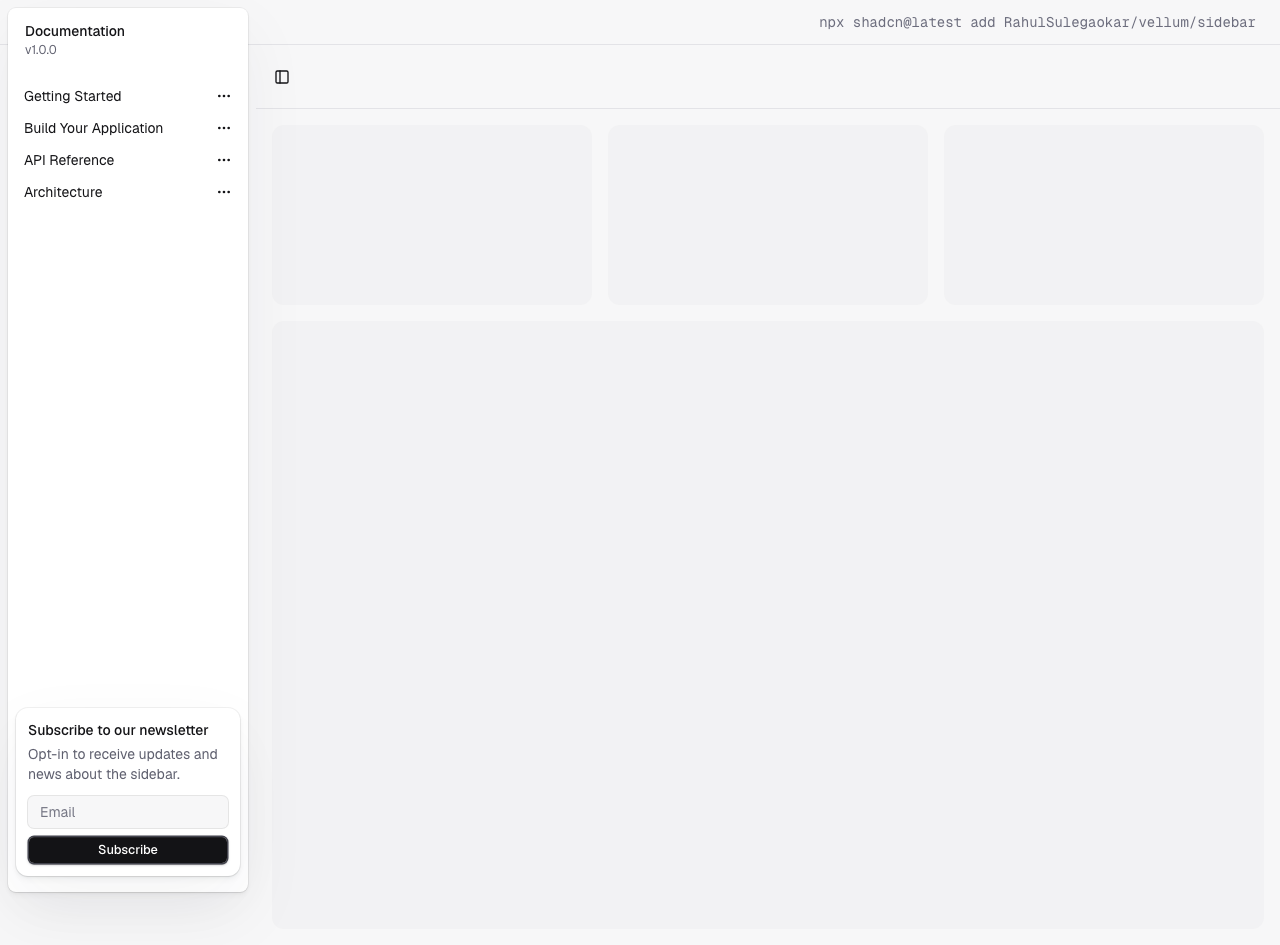 npx shadcn@latest add RahulSulegaokar/vellum/sidebar
Documentation
v1.0.0
Getting Started
Build Your Application
API Reference
Architecture
Subscribe to our newsletter
Opt-in to receive updates and
news about the sidebar.
Email
Subscribe